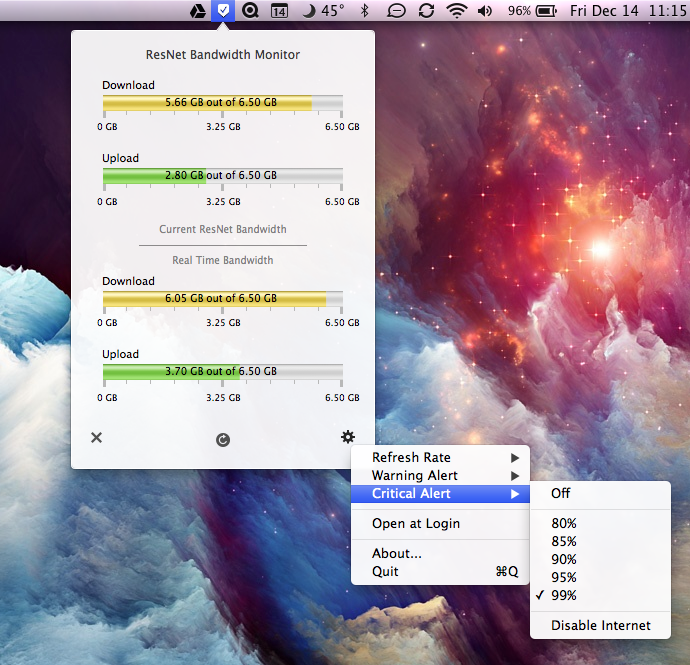 14 45° 96% Fri Dec 14 11:15
ResNet Bandwidth Monitor
Download
5.66 GB out of 6.50 GB
0 GB 3.25 GB 6.50 GB
Upload
2.80 GB out of 6.50 GB
0 GB 3.25 GB 6.50 GB
Current ResNet Bandwidth
Real Time Bandwidth
Download
6.05 GB out of 6.50 GB
0 GB 3.25 GB 6.50 GB
Upload
3.70 GB out of 6.50 GB
0 GB 3.25 GB 6.50 GB
Refresh Rate
Warning Alert
Critical Alert
Open at Login
About...
Quit ⌘Q
Off
80%
85%
90%
95%
✓ 99%
Disable Internet